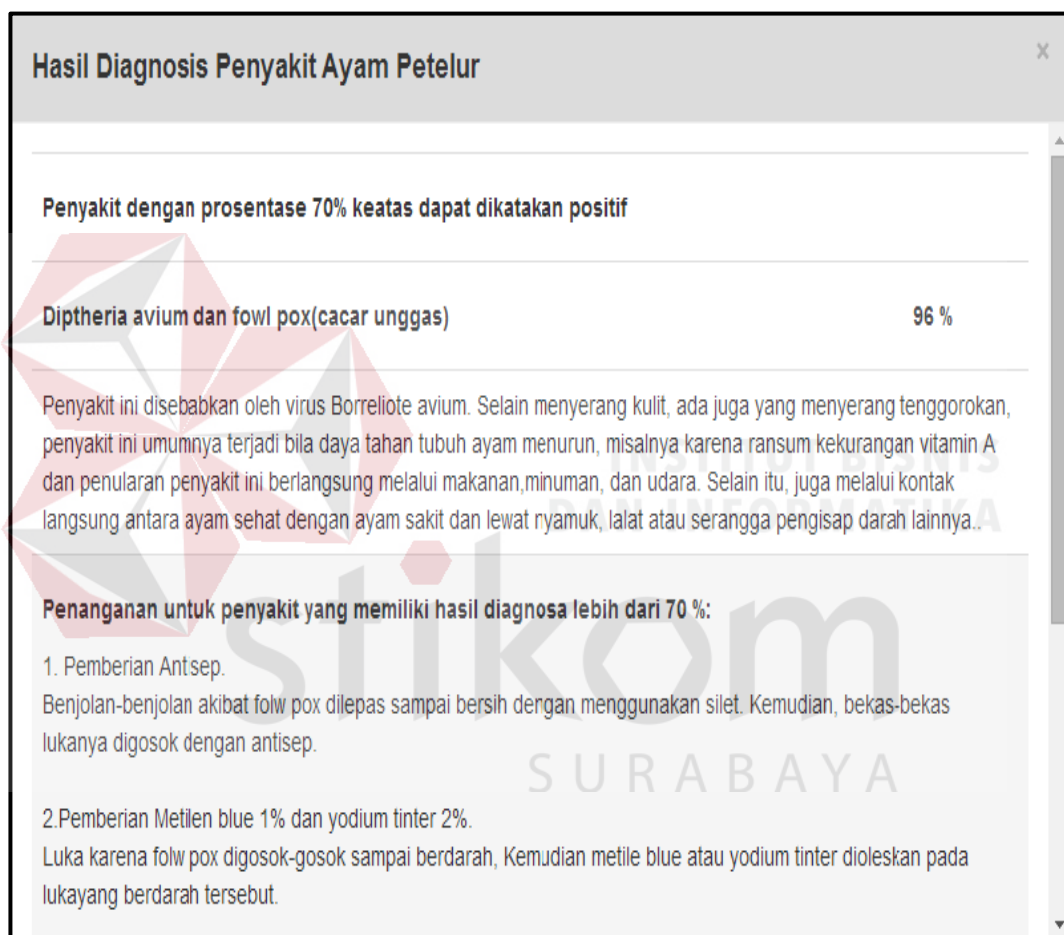 Hasil Diagnosis Penyakit Ayam Petelur
×
Penyakit dengan prosentase 70% keatas dapat dikatakan positif
Diptheria avium dan fowl pox(cacar unggas) 96 %
Penyakit ini disebabkan oleh virus Borreliote avium. Selain menyerang kulit, ada juga yang menyerang tenggorokan,
penyakit ini umumnya terjadi bila daya tahan tubuh ayam menurun, misalnya karena ransum kekurangan vitamin A
dan penularan penyakit ini berlangsung melalui makanan,minuman, dan udara. Selain itu, juga melalui kontak
langsung antara ayam sehat dengan ayam sakit dan lewat nyamuk, lalat atau serangga pengisap darah lainnya..
INSTITUT BISNIS
DAN INFORMATIKA
stikom
SURABAYA
Penanganan untuk penyakit yang memiliki hasil diagnosa lebih dari 70 %:
1. Pemberian Antisep.
Benjolan-benjolan akibat folw pox dilepas sampai bersih dengan menggunakan silet. Kemudian, bekas-bekas
lukanya digosok dengan antisep.
2.Pemberian Metilen blue 1% dan yodium tinter 2%.
Luka karena folw pox digosok-gosok sampai berdarah, Kemudian metile blue atau yodium tinter dioleskan pada
lukayang berdarah tersebut.